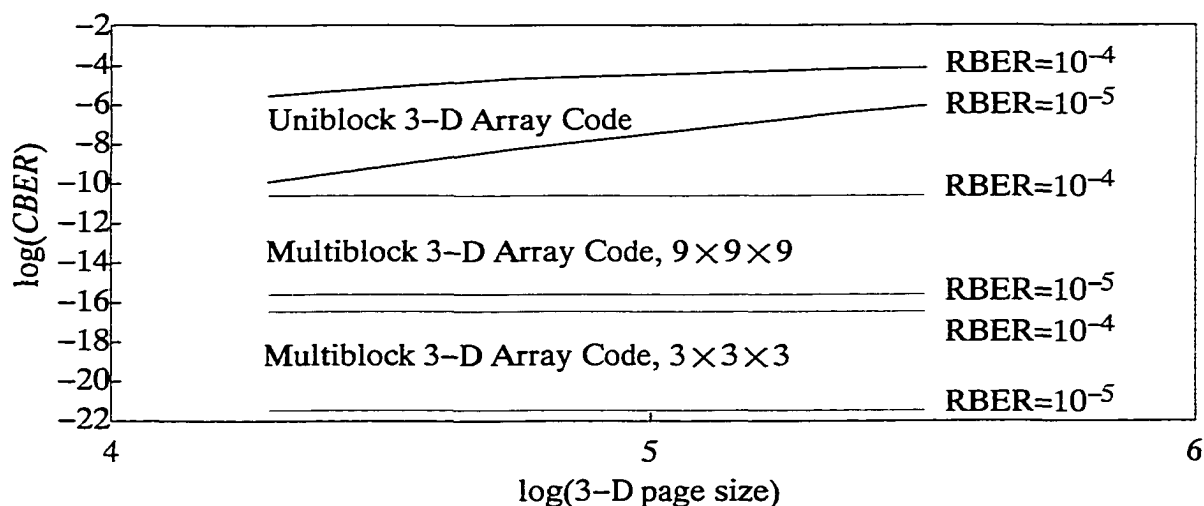 −2
−4
−6
−8
−10
−12
−14
−16
−18
−20
−22
log(CBER)
RBER=10⁻⁴
Uniblock 3−D Array Code
RBER=10⁻⁵
RBER=10⁻⁴
Multiblock 3−D Array Code, 9×9×9
RBER=10⁻⁵
RBER=10⁻⁴
Multiblock 3−D Array Code, 3×3×3
RBER=10⁻⁵
4 5 6
log(3−D page size)